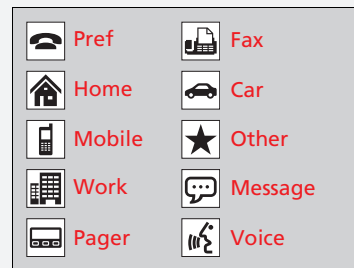 Pref
Home
Mobile
Work
Pager
Fax
Car
Other
Message
Voice